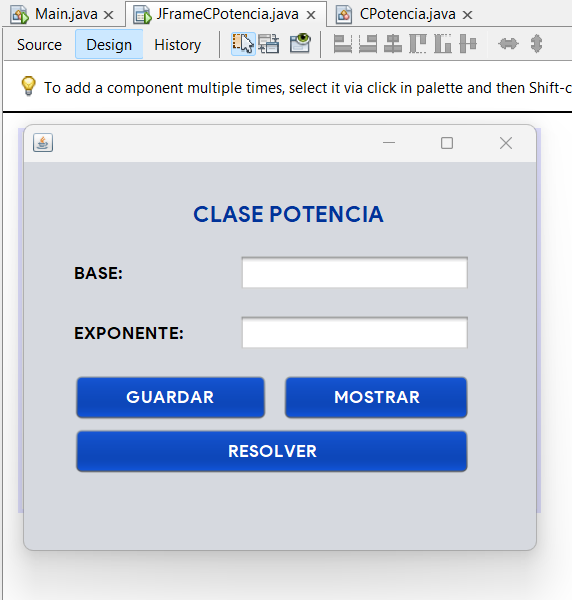 Main.java
JFrameCPotencia.java
CPotencia.java
Source
Design
History
To add a component multiple times, select it via click in palette and then Shift-c
CLASE POTENCIA
BASE:
EXPONENTE:
GUARDAR
MOSTRAR
RESOLVER